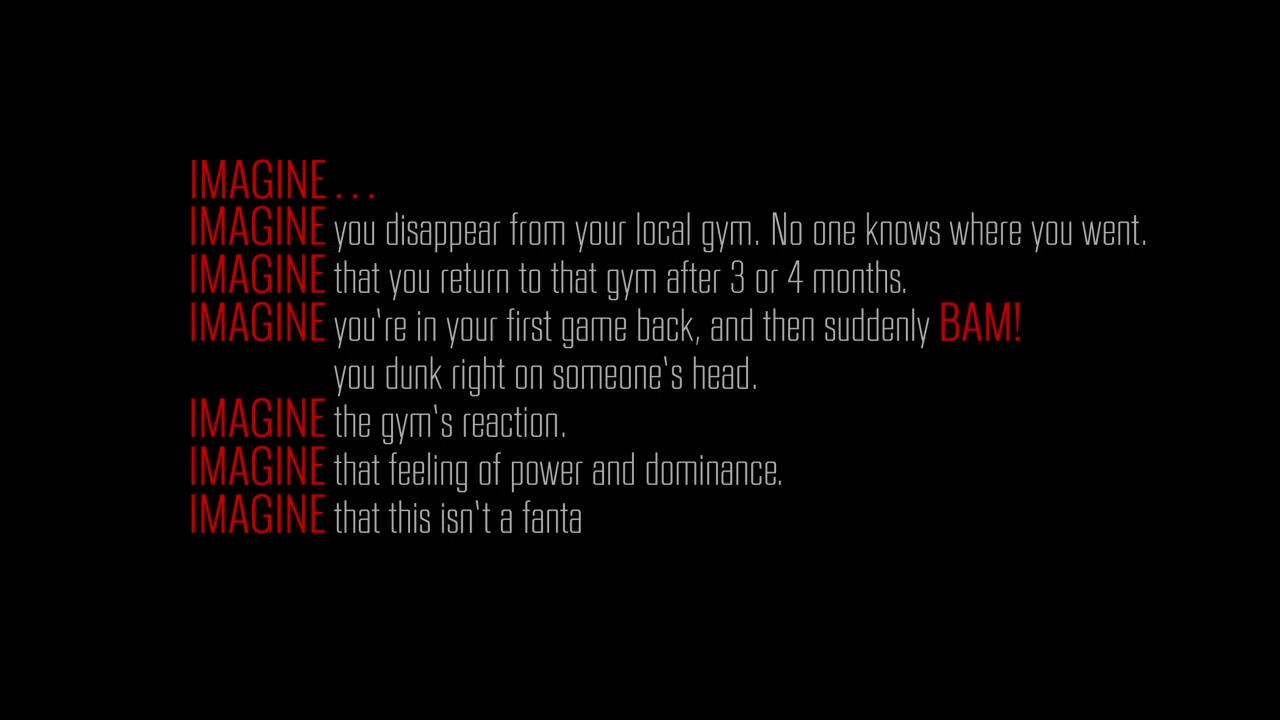 IMAGINE . . .
IMAGINE you disappear from your local gym. No one knows where you went.
IMAGINE that you return to that gym after 3 or 4 months.
IMAGINE you're in your first game back, and then suddenly BAM!
you dunk right on someone's head.
IMAGINE the gym's reaction.
IMAGINE that feeling of power and dominance.
IMAGINE that this isn't a fanta